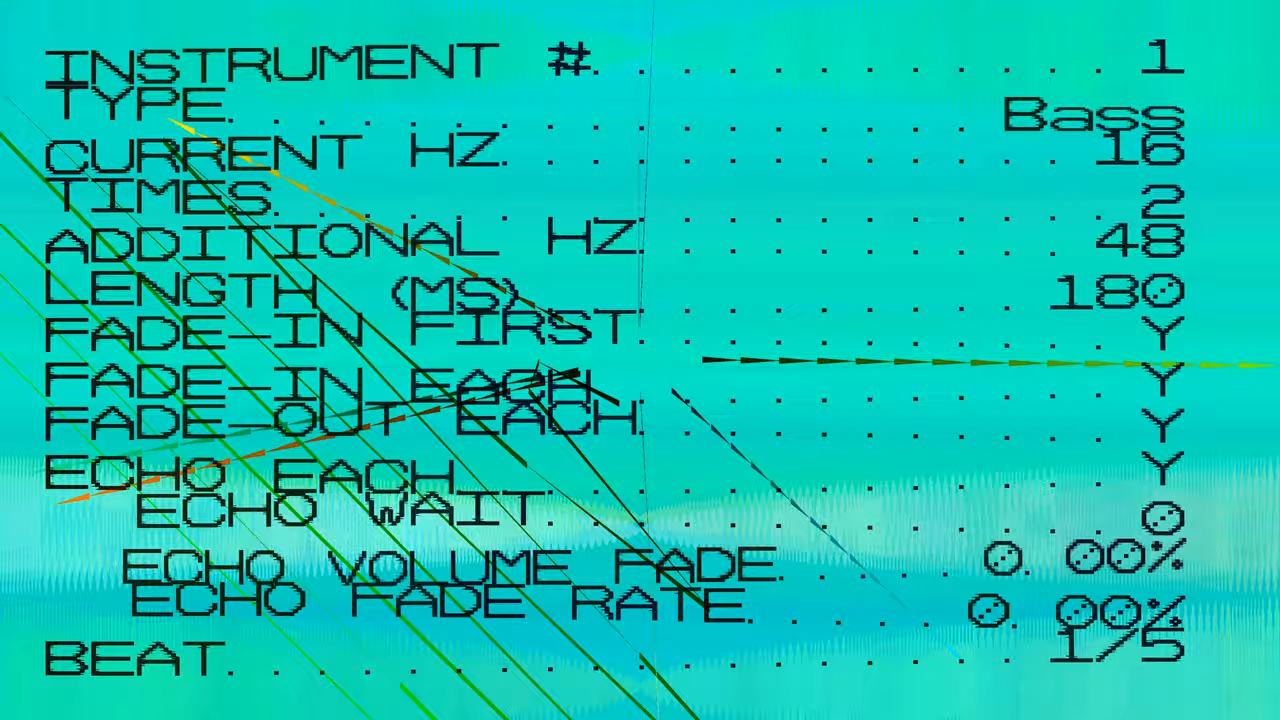 INSTRUMENT #. . . . . . . . . . . . 1
TYPE. . . . . . . . . . . . . . . . . Bass
CURRENT HZ. . . . . . . . . . . . . 16
TIMES. . . . . . . . . . . . . . . . . . . 2
ADDITIONAL HZ. . . . . . . . . . 48
LENGTH (MS). . . . . . . . . . . . 180
FADE-IN FIRST. . . . . . . . . . . Y
FADE-IN EACH. . . . . . . . . . . . Y
FADE-OUT EACH. . . . . . . . . . . Y
ECHO EACH. . . . . . . . . . . . . . . Y
ECHO WAIT. . . . . . . . . . . . . 0
ECHO VOLUME FADE. . . . . 0. 00%
ECHO FADE RATE. . . . . 0. 00%
BEAT. . . . . . . . . . . . . . . . . . 1/5